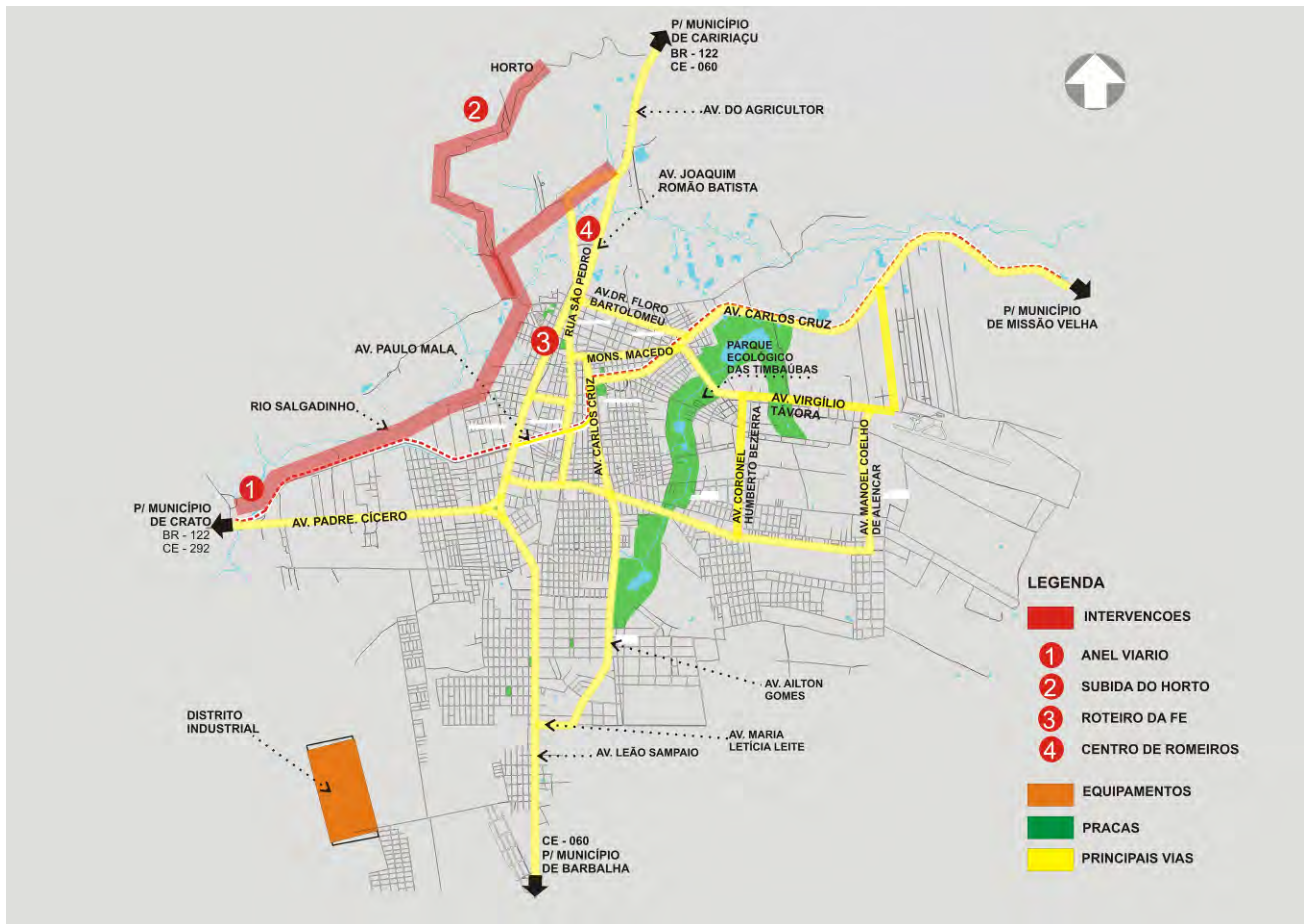 P/ MUNICÍPIO
DE CARIRIAÇU
BR - 122
CE - 060
HORTO
2
AV. DO AGRICULTOR
AV. JOAQUIM
ROMÃO BATISTA
4
RUA SÃO PEDRO
AV.DR. FLORO
BARTOLOMEU
AV. CARLOS CRUZ
P/ MUNICÍPIO
DE MISSÃO VELHA
3
AV. PAULO MALA
MONS. MACEDO
PARQUE
ECOLÓGICO
DAS TIMBAÚBAS
RIO SALGADINHO
AV. CARLOS CRUZ
AV. VIRGÍLIO
TÁVORA
AV. CORONEL
HUMBERTO BEZERRA
AV. MANOEL COELHO
DE ALENCAR
1
P/ MUNICÍPIO
DE CRATO
BR - 122
CE - 292
AV. PADRE. CÍCERO
AV. AILTON
GOMES
DISTRITO
INDUSTRIAL
AV. MARIA
LETÍCIA LEITE
AV. LEÃO SAMPAIO
CE - 060
P/ MUNICÍPIO
DE BARBALHA
LEGENDA
INTERVENCOES
1 ANEL VIARIO
2 SUBIDA DO HORTO
3 ROTEIRO DA FE
4 CENTRO DE ROMEIROS
EQUIPAMENTOS
PRACAS
PRINCIPAIS VIAS